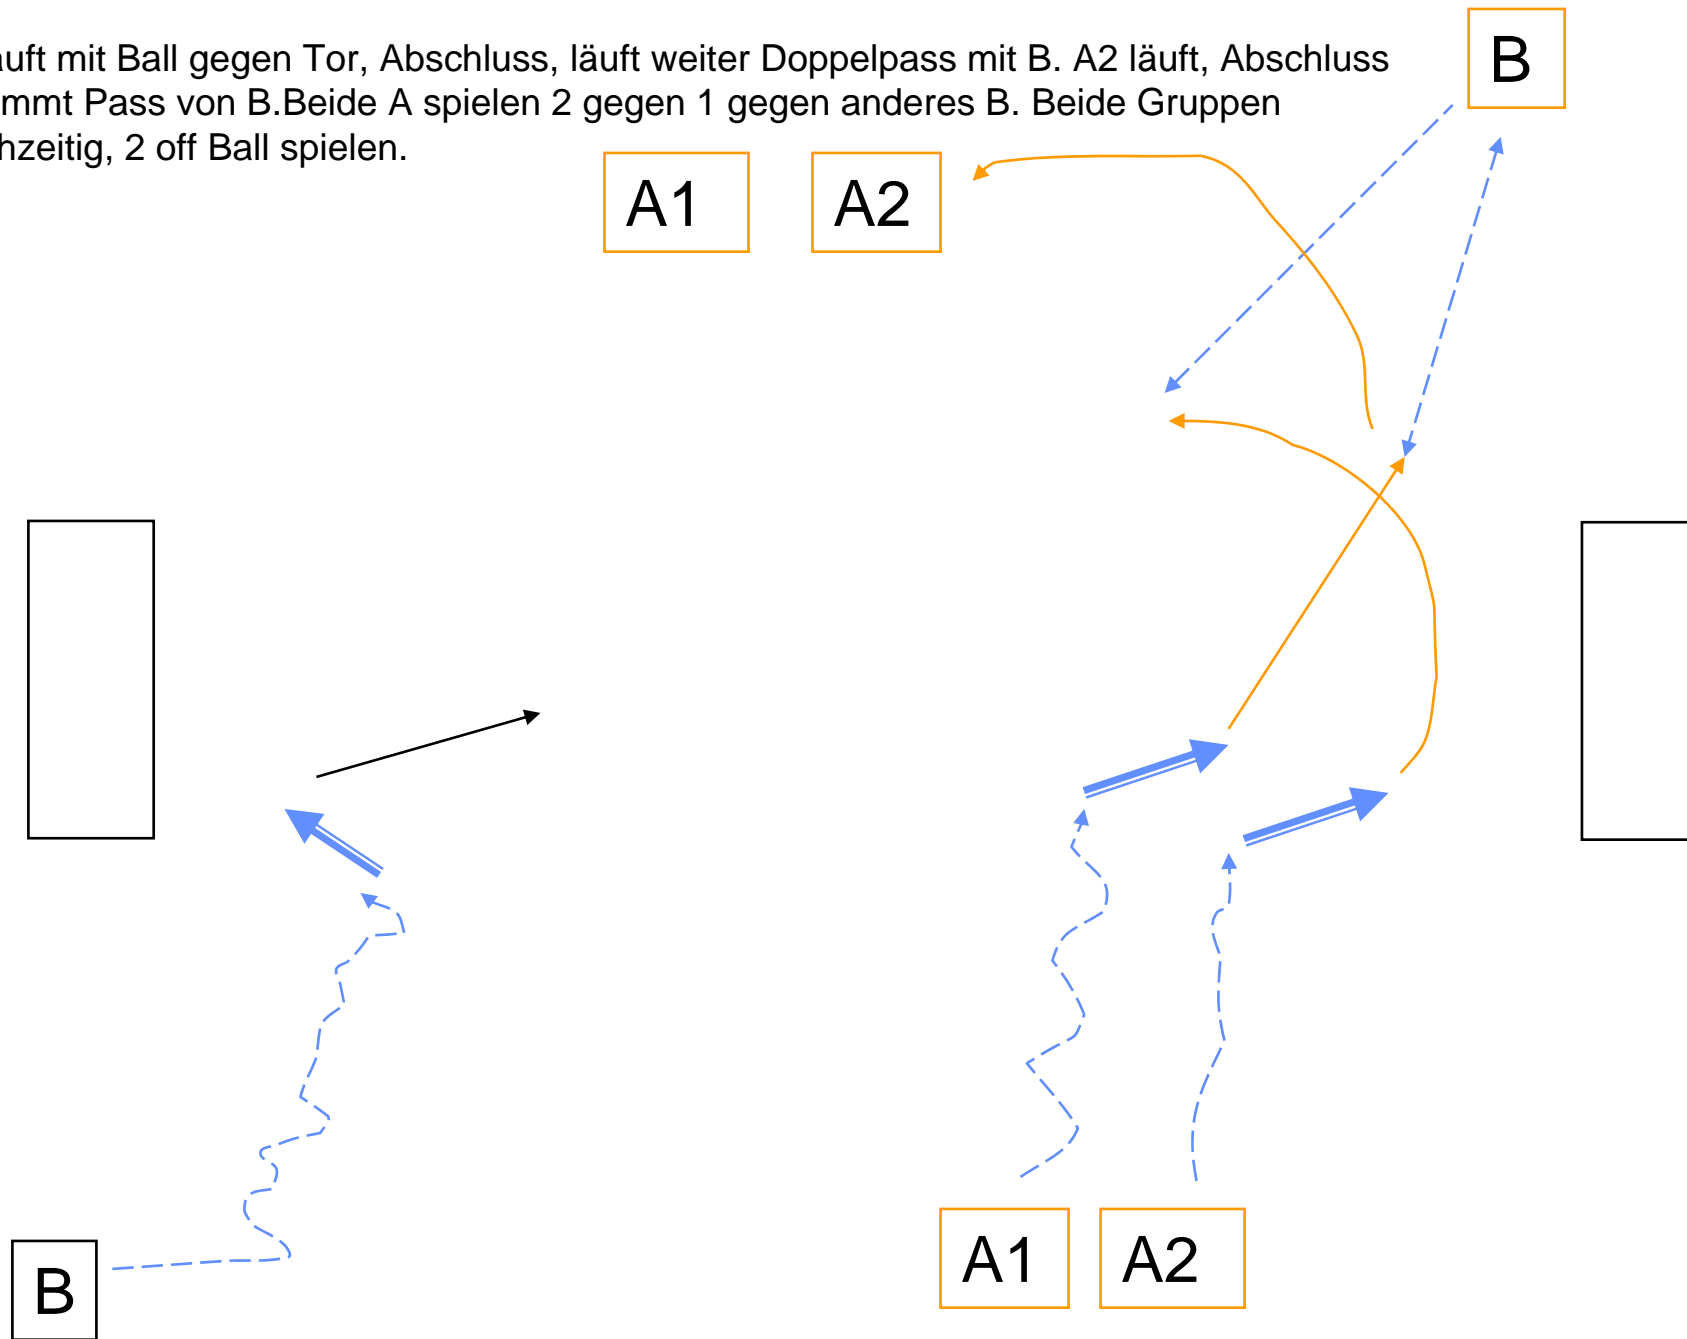 äuft mit Ball gegen Tor, Abschluss, läuft weiter Doppelpass mit B. A2 läuft, Abschluss
mmt Pass von B.Beide A spielen 2 gegen 1 gegen anderes B. Beide Gruppen
hzeitig, 2 off Ball spielen.
B
A1 A2
A1 A2
B